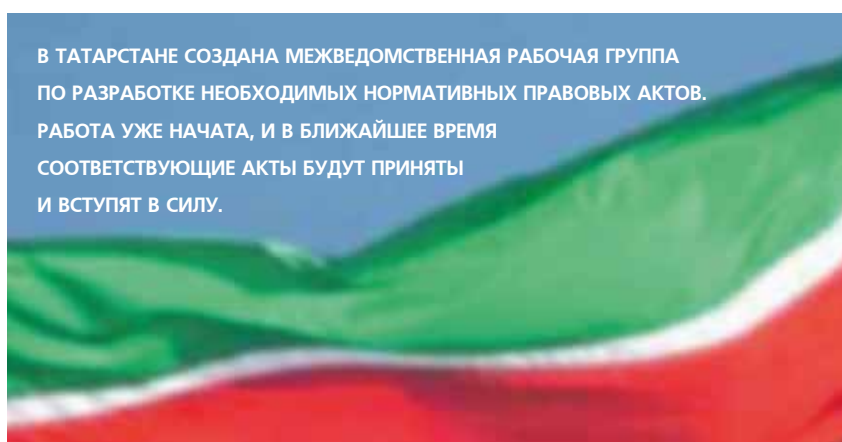 В ТАТАРСТАНЕ СОЗДАНА МЕЖВЕДОМСТВЕННАЯ РАБОЧАЯ ГРУППА
ПО РАЗРАБОТКЕ НЕОБХОДИМЫХ НОРМАТИВНЫХ ПРАВОВЫХ АКТОВ.
РАБОТА УЖЕ НАЧАТА, И В БЛИЖАЙШЕЕ ВРЕМЯ
СООТВЕТСТВУЮЩИЕ АКТЫ БУДУТ ПРИНЯТЫ
И ВСТУПЯТ В СИЛУ.